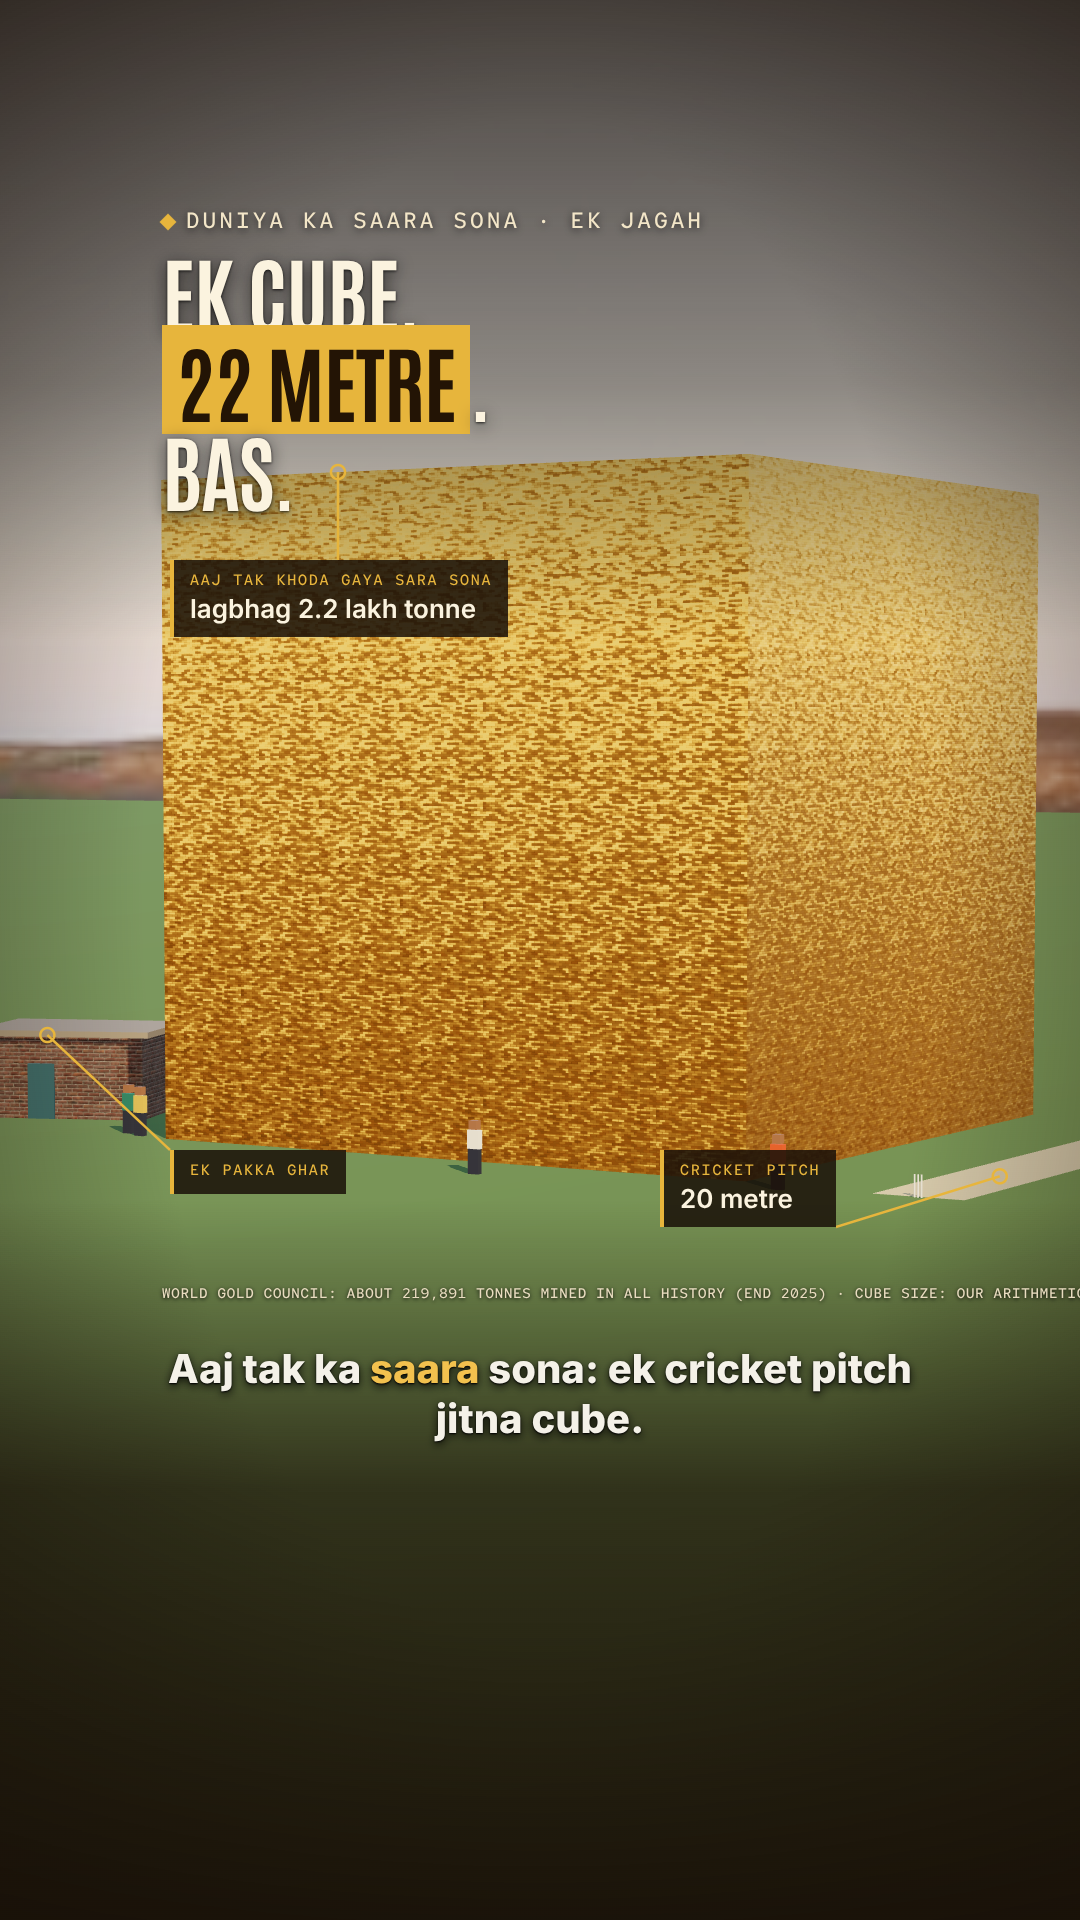 DUNIYA KA SAARA SONA · EK JAGAH
EK CUBE.
22 METRE.
BAS.
AAJ TAK KHODA GAYA SARA SONA
lagbhag 2.2 lakh tonne
EK PAKKA GHAR
CRICKET PITCH
20 metre
WORLD GOLD COUNCIL: ABOUT 219,891 TONNES MINED IN ALL HISTORY (END 2025) · CUBE SIZE: OUR ARITHMETIC
Aaj tak ka saara sona: ek cricket pitch
jitna cube.